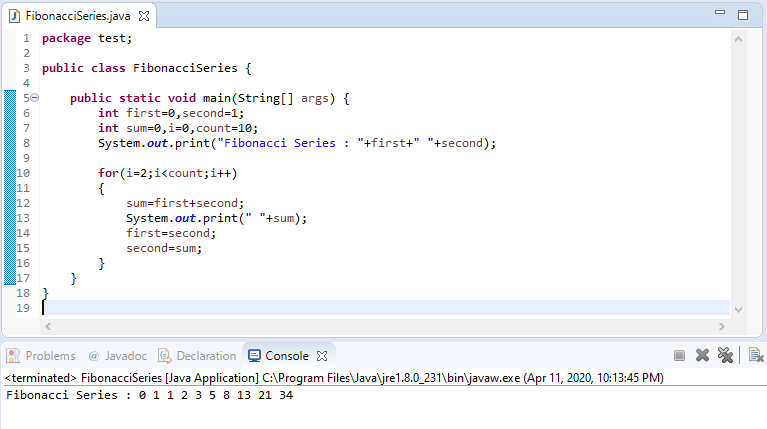 FibonacciSeries.java
1 package test;
2
3 public class FibonacciSeries {
4
5 public static void main(String[] args) {
6 int first=0,second=1;
7 int sum=0,i=0,count=10;
8 System.out.print("Fibonacci Series : "+first+" "+second);
9
10 for(i=2;i<count;i++)
11 {
12 sum=first+second;
13 System.out.print(" "+sum);
14 first=second;
15 second=sum;
16 }
17 }
18 }
19
Problems @ Javadoc Declaration Console
<terminated> FibonacciSeries [Java Application] C:\Program Files\Java\jre1.8.0_231\bin\javaw.exe (Apr 11, 2020, 10:13:45 PM)
Fibonacci Series : 0 1 1 2 3 5 8 13 21 34